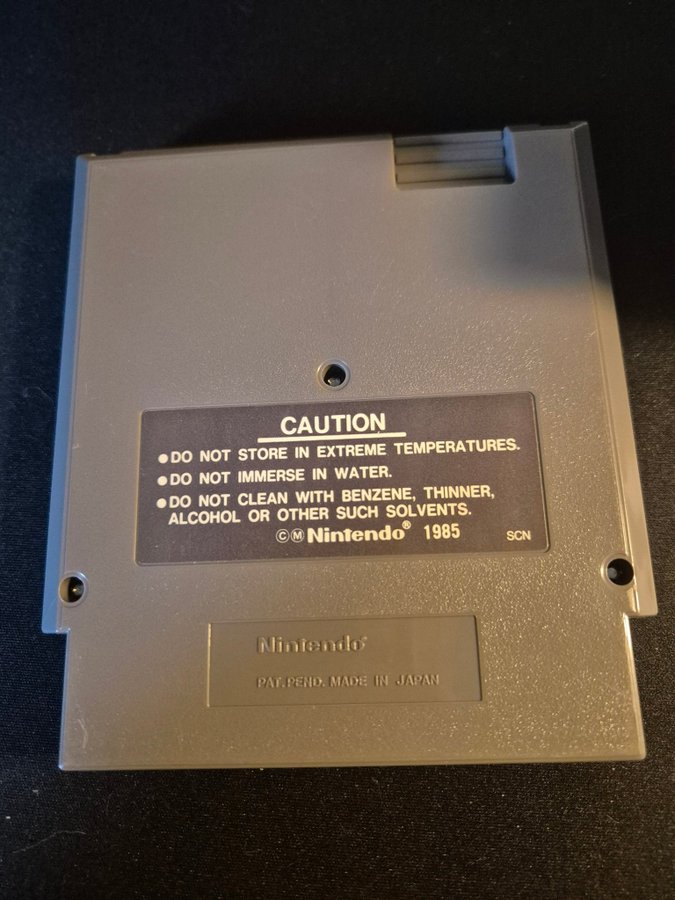 CAUTION
●DO NOT STORE IN EXTREME TEMPERATURES.
●DO NOT IMMERSE IN WATER.
●DO NOT CLEAN WITH BENZENE, THINNER,
ALCOHOL OR OTHER SUCH SOLVENTS.
ⒸⓂNintendo® 1985 SCN
Nintendo®
PAT. PEND. MADE IN JAPAN